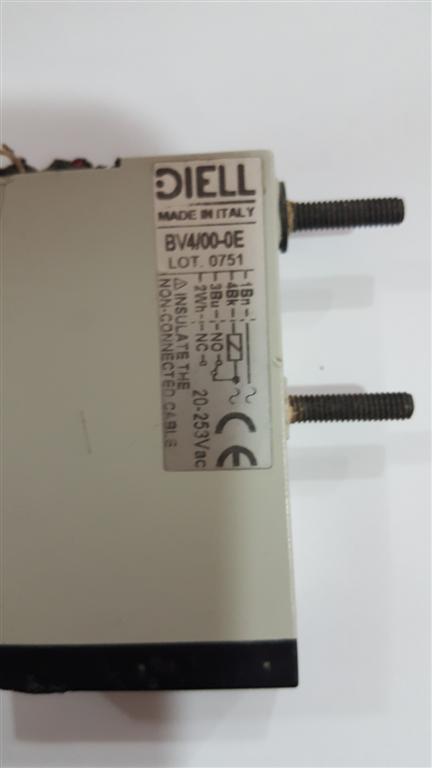 DIELL
MADE IN ITALY
BV4/00-0E
LOT. 0751
1Bn
4Bk
3Bu NO
2Wh NC
20-253Vac
CE
⚠ INSULATE THE
NON-CONNECTED CABLE